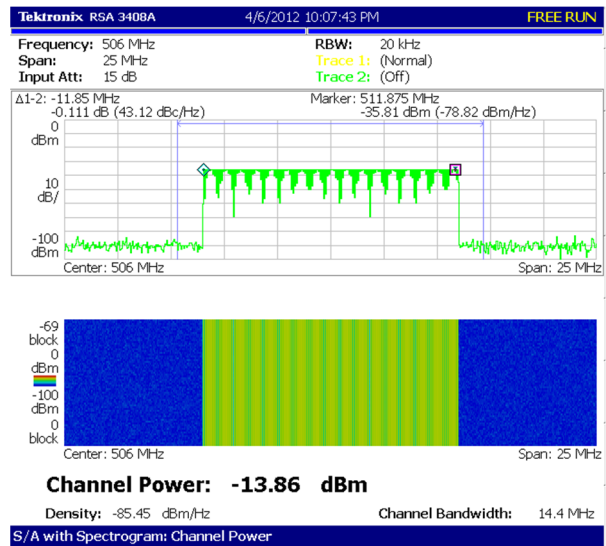 Tektronix RSA 3408A 4/6/2012 10:07:43 PM FREE RUN
Frequency: 506 MHz RBW: 20 kHz
Span: 25 MHz Trace 1: (Normal)
Input Att: 15 dB Trace 2: (Off)
Δ1-2: -11.85 MHz Marker: 511.875 MHz
-0.111 dB (43.12 dBc/Hz) -35.81 dBm (-78.82 dBm/Hz)
0
dBm
10
dB/
-100
dBm
Center: 506 MHz Span: 25 MHz
-69
block
0
dBm
-100
dBm
0
block
Center: 506 MHz Span: 25 MHz
Channel Power: -13.86 dBm
Density: -85.45 dBm/Hz Channel Bandwidth: 14.4 MHz
S/A with Spectrogram: Channel Power